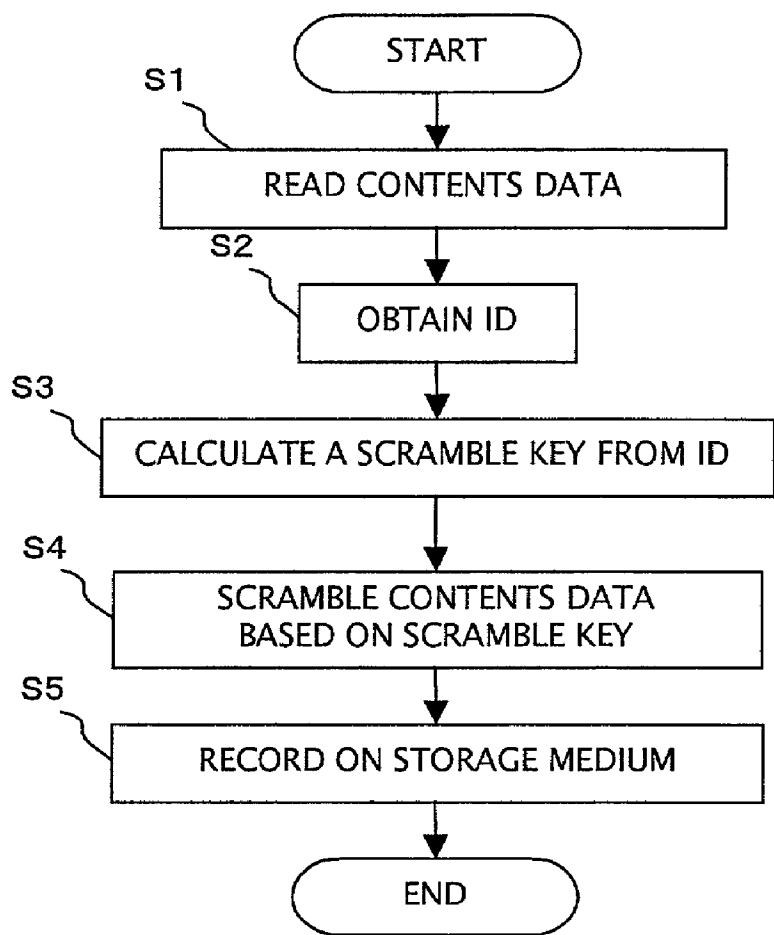 START
S1
READ CONTENTS DATA
S2
OBTAIN ID
S3
CALCULATE A SCRAMBLE KEY FROM ID
S4
SCRAMBLE CONTENTS DATA
BASED ON SCRAMBLE KEY
S5
RECORD ON STORAGE MEDIUM
END